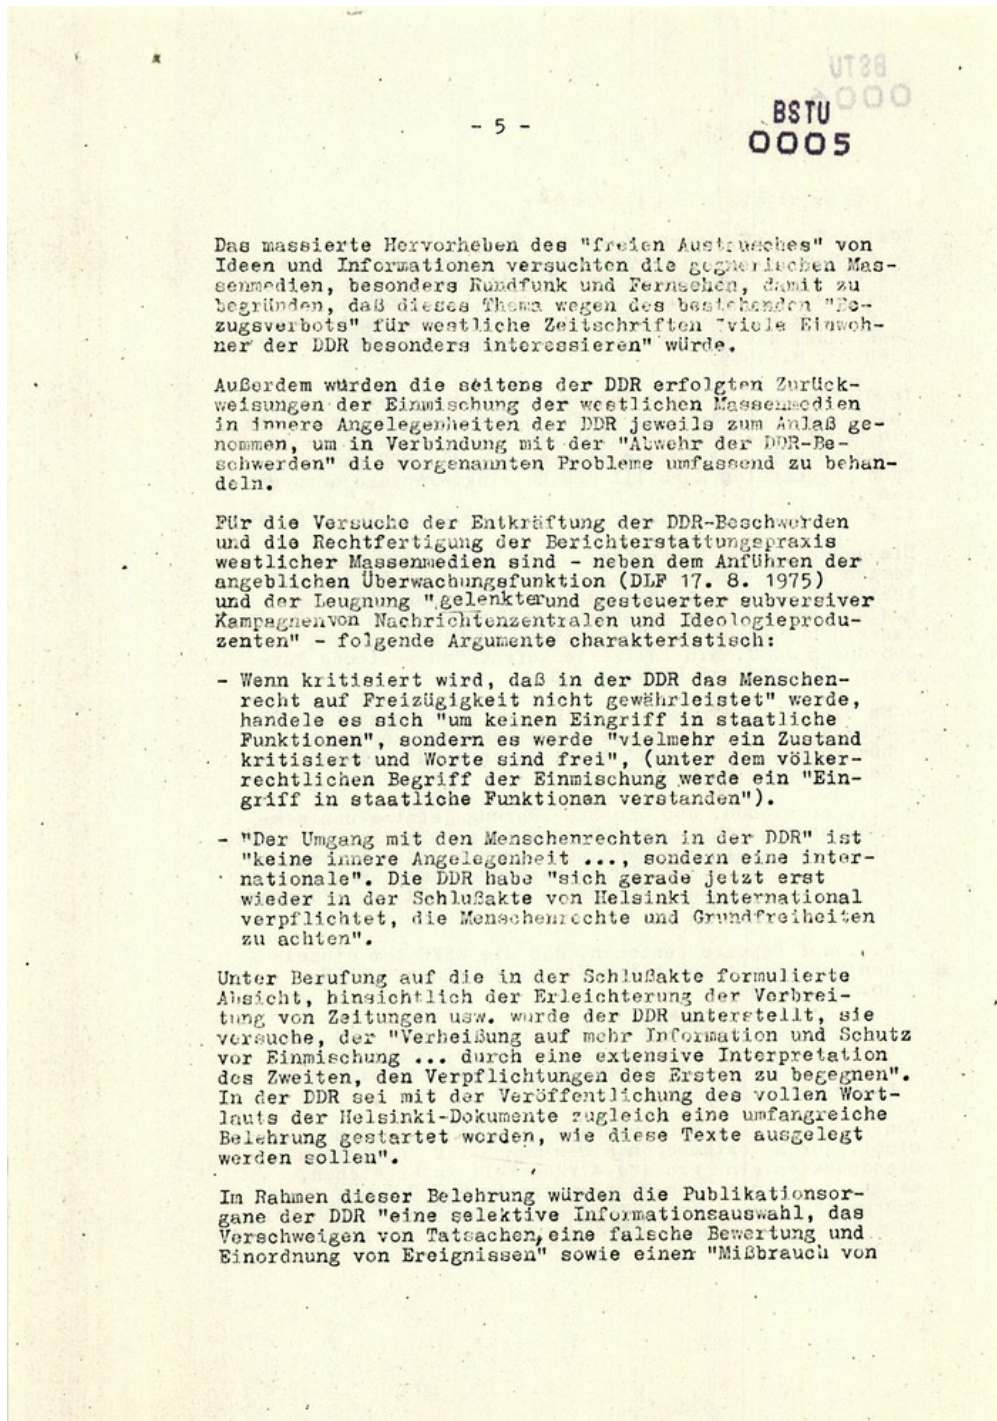 - 5 -
BSTU
0005
Das massierte Hervorheben des "freien Austausches" von
Ideen und Informationen versuchten die gegnerischen Mas-
senmedien, besonders Rundfunk und Fernsehen, damit zu
begründen, daß dieses Thema wegen des bestehenden "Be-
zugsverbots" für westliche Zeitschriften "viele Einwoh-
ner der DDR besonders interessieren" würde.
Außerdem würden die seitens der DDR erfolgten Zurück-
weisungen der Einmischung der westlichen Massenmedien
in innere Angelegenheiten der DDR jeweils zum Anlaß ge-
nommen, um in Verbindung mit der "Abwehr der DDR-Be-
schwerden" die vorgenannten Probleme umfassend zu behan-
deln.
Für die Versuche der Entkräftung der DDR-Beschwerden
und die Rechtfertigung der Berichterstattungspraxis
westlicher Massenmedien sind - neben dem Anführen der
angeblichen Überwachungsfunktion (DLF 17. 8. 1975)
und der Leugnung "gelenkter und gesteuerter subversiver
Kampagnen von Nachrichtenzentralen und Ideologieprodu-
zenten" - folgende Argumente charakteristisch:
- Wenn kritisiert wird, daß in der DDR das Menschen-
recht auf Freizügigkeit nicht gewährleistet" werde,
handele es sich "um keinen Eingriff in staatliche
Funktionen", sondern es werde "vielmehr ein Zustand
kritisiert und Worte sind frei", (unter dem völker-
rechtlichen Begriff der Einmischung werde ein "Ein-
griff in staatliche Funktionen verstanden").
- "Der Umgang mit den Menschenrechten in der DDR" ist
"keine innere Angelegenheit ..., sondern eine inter-
nationale". Die DDR habe "sich gerade jetzt erst
wieder in der Schlußakte von Helsinki international
verpflichtet, die Menschenrechte und Grundfreiheiten
zu achten".
Unter Berufung auf die in der Schlußakte formulierte
Absicht, hinsichtlich der Erleichterung der Verbrei-
tung von Zeitungen usw. wurde der DDR unterstellt, sie
versuche, der "Verheißung auf mehr Information und Schutz
vor Einmischung ... durch eine extensive Interpretation
des Zweiten, den Verpflichtungen des Ersten zu begegnen".
In der DDR sei mit der Veröffentlichung des vollen Wort-
lauts der Helsinki-Dokumente zugleich eine umfangreiche
Belehrung gestartet worden, wie diese Texte ausgelegt
werden sollen".
Im Rahmen dieser Belehrung würden die Publikationsor-
gane der DDR "eine selektive Informationsauswahl, das
Verschweigen von Tatsachen, eine falsche Bewertung und
Einordnung von Ereignissen" sowie einen "Mißbrauch von